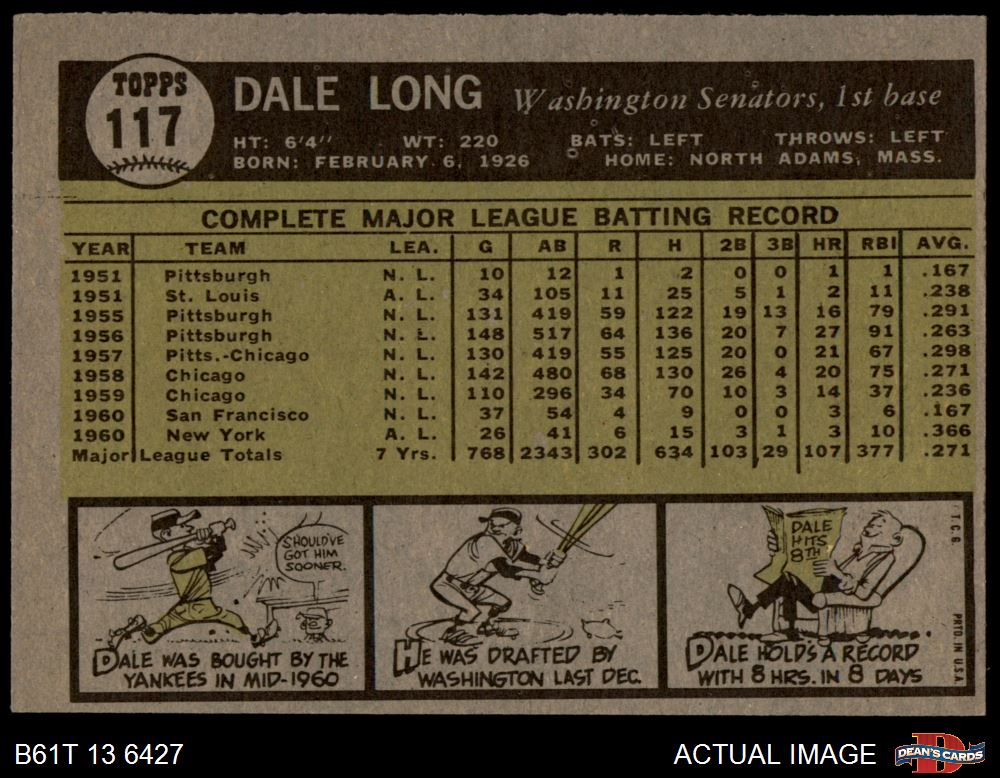 TOPPS
117
DALE LONG Washington Senators, 1st base
HT: 6'4" WT: 220 BATS: LEFT THROWS: LEFT
BORN: FEBRUARY 6, 1926 HOME: NORTH ADAMS, MASS.
COMPLETE MAJOR LEAGUE BATTING RECORD
YEAR TEAM LEA. G AB R H 2B 3B HR RBI AVG.
1951 Pittsburgh N. L. 10 12 1 2 0 0 1 1 .167
1951 St. Louis A. L. 34 105 11 25 5 1 2 11 .238
1955 Pittsburgh N. L. 131 419 59 122 19 13 16 79 .291
1956 Pittsburgh N. L. 148 517 64 136 20 7 27 91 .263
1957 Pitts.-Chicago N. L. 130 419 55 125 20 0 21 67 .298
1958 Chicago N. L. 142 480 68 130 26 4 20 75 .271
1959 Chicago N. L. 110 296 34 70 10 3 14 37 .236
1960 San Francisco N. L. 37 54 4 9 0 0 3 6 .167
1960 New York A. L. 26 41 6 15 3 1 3 10 .366
Major League Totals 7 Yrs. 768 2343 302 634 103 29 107 377 .271
SHOULD'VE
GOT HIM
SOONER.
DALE WAS BOUGHT BY THE
YANKEES IN MID-1960
HE WAS DRAFTED BY
WASHINGTON LAST DEC.
DALE
HITS
8TH
DALE HOLDS A RECORD
WITH 8 HRS. IN 8 DAYS
T.C.G.
PRTD. IN U.S.A.
B61T 13 6427
ACTUAL IMAGE
D
DEAN'S CARDS